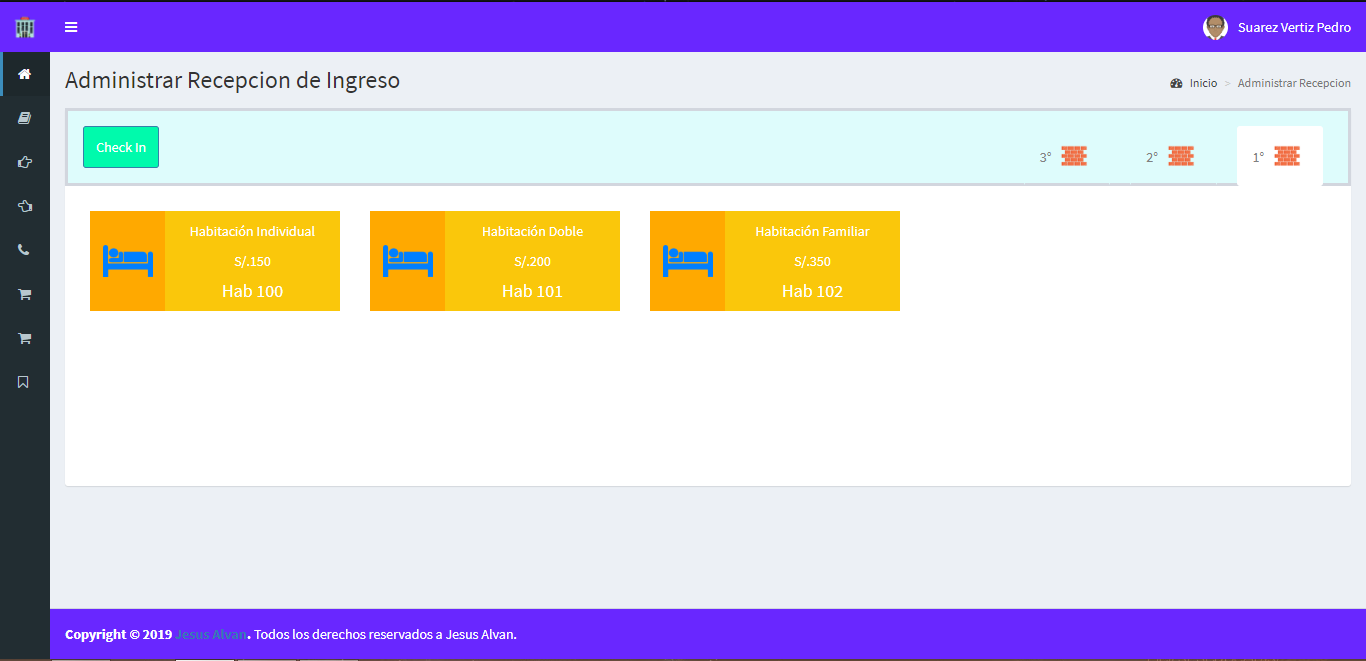 Suarez Vertiz Pedro
Administrar Recepcion de Ingreso
Inicio > Administrar Recepcion
Check In
3°
2°
1°
Habitación Individual
S/.150
Hab 100
Habitación Doble
S/.200
Hab 101
Habitación Familiar
S/.350
Hab 102
Copyright © 2019 Jesus Alvan. Todos los derechos reservados a Jesus Alvan.